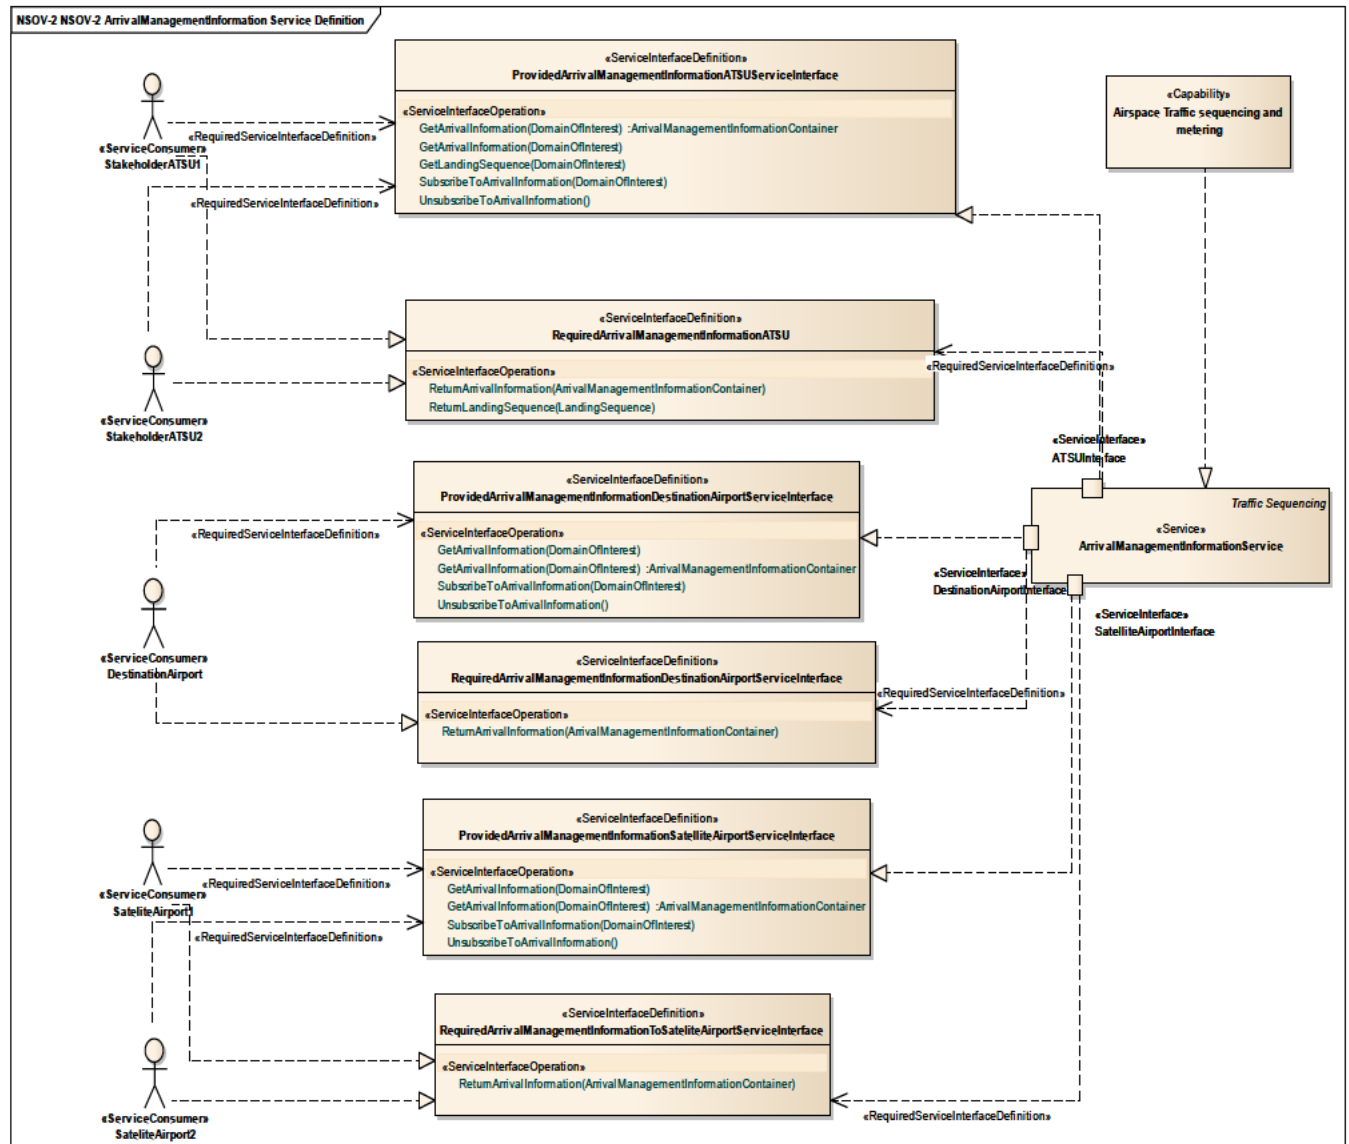 NSOV-2 NSOV-2 ArrivalManagementInformation Service Definition
«ServiceInterfaceDefinition»
ProvidedArrivalManagementInformationATSUServiceInterface
«ServiceInterfaceOperation»
GetArrivalInformation(DomainOfInterest) :ArrivalManagementInformationContainer
GetArrivalInformation(DomainOfInterest)
GetLandingSequence(DomainOfInterest)
SubscribeToArrivalInformation(DomainOfInterest)
UnsubscribeToArrivalInformation()
«Capability»
Airspace Traffic sequencing and
metering
«RequiredServiceInterfaceDefinition»
«ServiceConsumer»
StakeholderATSU1
«RequiredServiceInterfaceDefinition»
«ServiceInterfaceDefinition»
RequiredArrivalManagementInformationATSU
«ServiceInterfaceOperation»
ReturnArrivalInformation(ArrivalManagementInformationContainer)
ReturnLandingSequence(LandingSequence)
«RequiredServiceInterfaceDefinition»
«ServiceConsumer»
StakeholderATSU2
«ServiceInterface»
ATSUInterface
«ServiceInterfaceDefinition»
ProvidedArrivalManagementInformationDestinationAirportServiceInterface
«ServiceInterfaceOperation»
GetArrivalInformation(DomainOfInterest)
GetArrivalInformation(DomainOfInterest) :ArrivalManagementInformationContainer
SubscribeToArrivalInformation(DomainOfInterest)
UnsubscribeToArrivalInformation()
«RequiredServiceInterfaceDefinition»
Traffic Sequencing
«Service»
ArrivalManagementInformationService
«ServiceInterface»
DestinationAirportInterface
«ServiceInterface»
SatelliteAirportInterface
«ServiceConsumer»
DestinationAirport
«ServiceInterfaceDefinition»
RequiredArrivalManagementInformationDestinationAirportServiceInterface
«ServiceInterfaceOperation»
ReturnArrivalInformation(ArrivalManagementInformationContainer)
«RequiredServiceInterfaceDefinition»
«ServiceInterfaceDefinition»
ProvidedArrivalManagementInformationSatelliteAirportServiceInterface
«ServiceInterfaceOperation»
GetArrivalInformation(DomainOfInterest)
GetArrivalInformation(DomainOfInterest) :ArrivalManagementInformationContainer
SubscribeToArrivalInformation(DomainOfInterest)
UnsubscribeToArrivalInformation()
«RequiredServiceInterfaceDefinition»
«ServiceConsumer»
SateliteAirport1
«RequiredServiceInterfaceDefinition»
«ServiceInterfaceDefinition»
RequiredArrivalManagementInformationToSateliteAirportServiceInterface
«ServiceInterfaceOperation»
ReturnArrivalInformation(ArrivalManagementInformationContainer)
«RequiredServiceInterfaceDefinition»
«ServiceConsumer»
SateliteAirport2